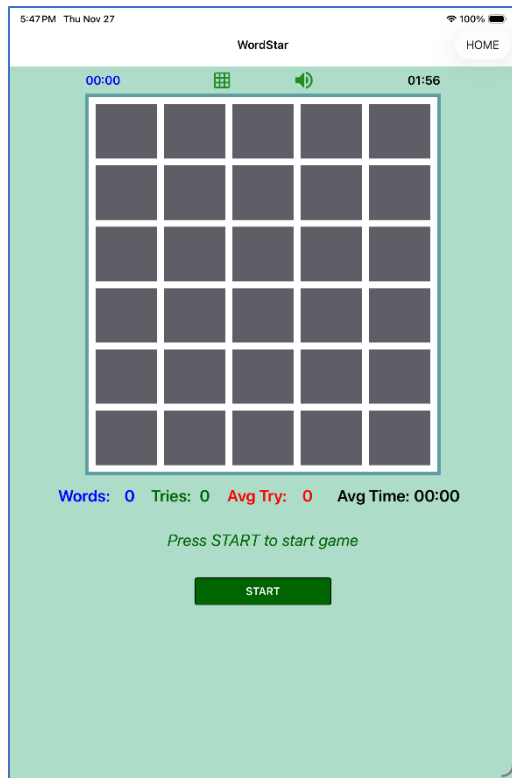 5:47 PM Thu Nov 27 100%
WordStar
HOME
00:00 01:56
Words: 0 Tries: 0 Avg Try: 0 Avg Time: 00:00
Press START to start game
START